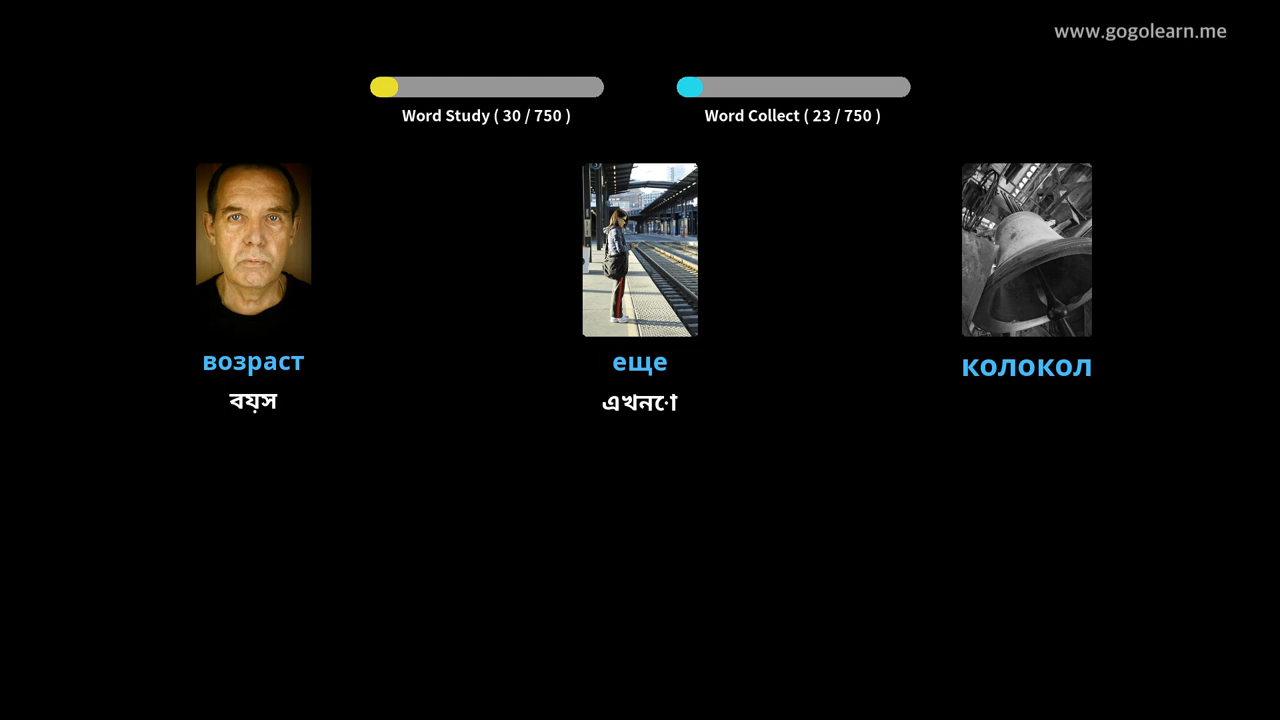 www.gogolearn.me
Word Study ( 30 / 750 )
Word Collect ( 23 / 750 )
возраст
еще
колокол
বয়স
এখনো